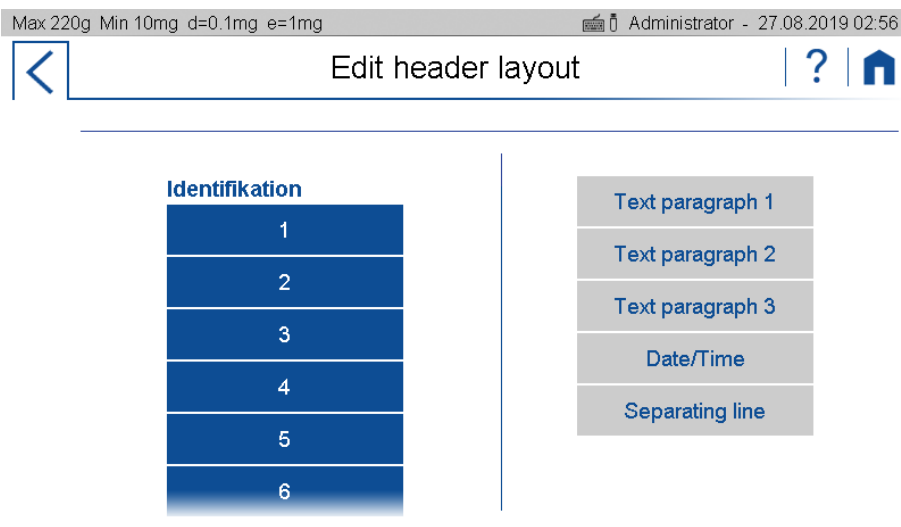 Max 220g Min 10mg d=0.1mg e=1mg Administrator - 27.08.2019 02:56
Edit header layout ?
Identifikation
1
2
3
4
5
6
Text paragraph 1
Text paragraph 2
Text paragraph 3
Date/Time
Separating line